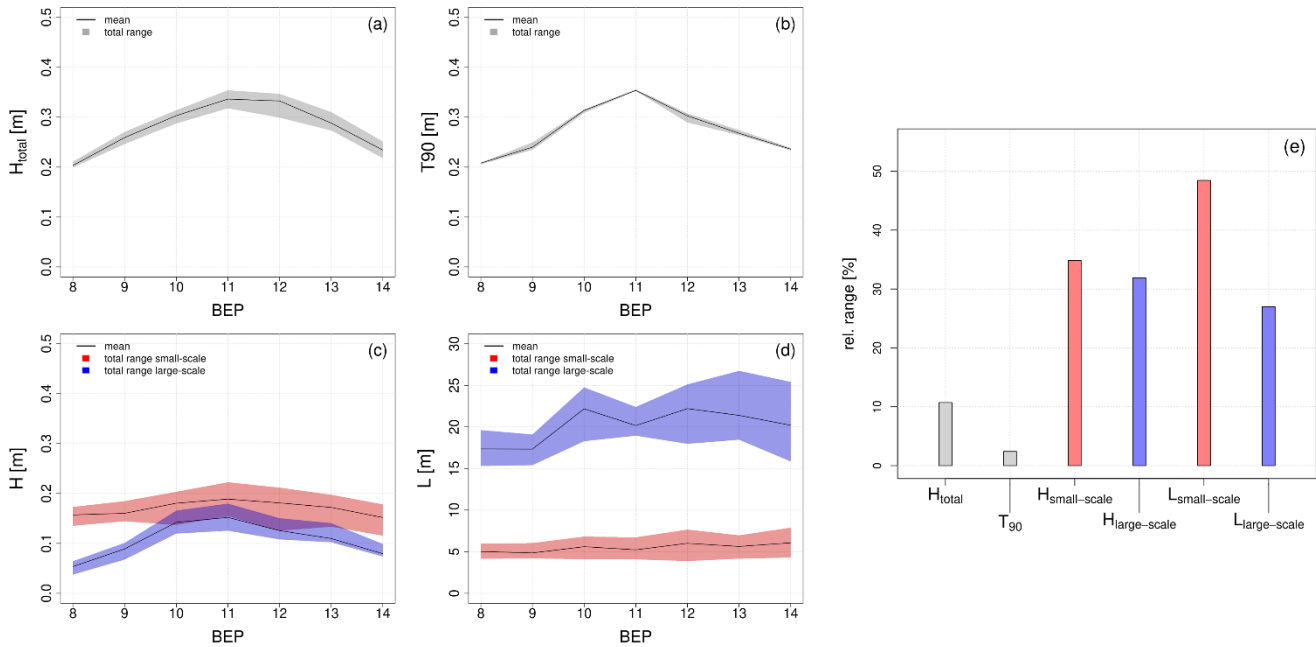 (a)
mean
total range
0.5
0.4
0.3
0.2
0.1
0.0
H_total [m]
8 9 10 11 12 13 14
BEP
(b)
mean
total range
0.5
0.4
0.3
0.2
0.1
0.0
T90 [m]
8 9 10 11 12 13 14
BEP
(c)
mean
total range small-scale
total range large-scale
0.5
0.4
0.3
0.2
0.1
0.0
H [m]
8 9 10 11 12 13 14
BEP
(d)
mean
total range small-scale
total range large-scale
30
25
20
15
10
5
0
L [m]
8 9 10 11 12 13 14
BEP
(e)
50
40
30
20
10
0
rel. range [%]
H_total
T_90
H_small−scale
H_large−scale
L_small−scale
L_large−scale